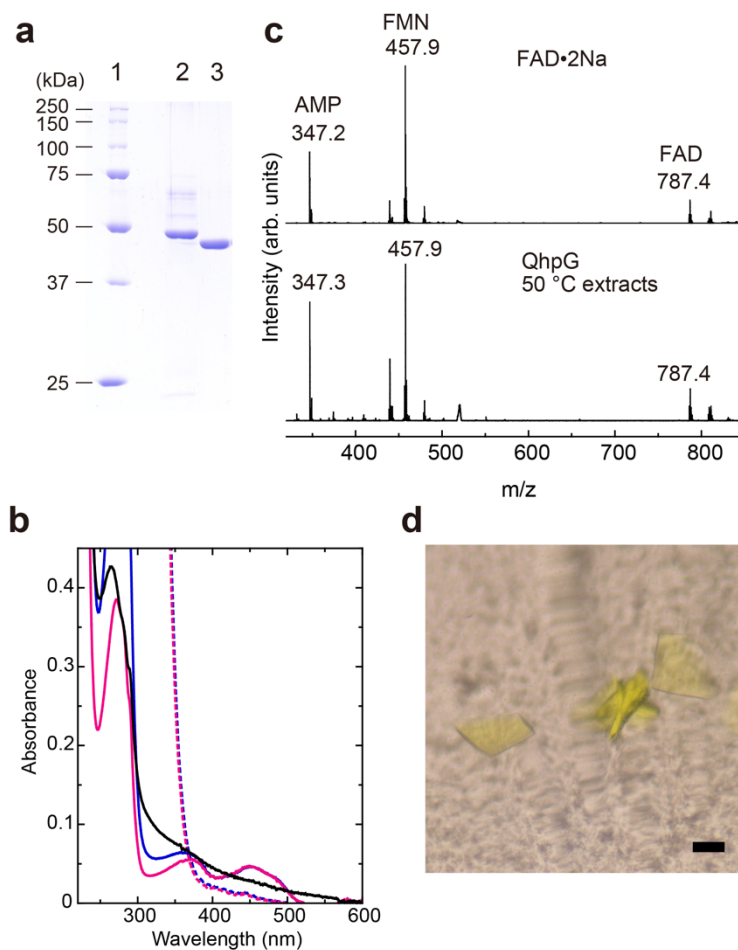 a
(kDa)
1 2 3
250
150
100
75
50
37
25
c
FMN
457.9
FAD•2Na
AMP
347.2
FAD
787.4
457.9
QhpG
50 °C extracts
347.3
787.4
Intensity (arb. units)
400 500 600 700 800
m/z
b
0.4
0.3
0.2
0.1
0
Absorbance
300 400 500 600
Wavelength (nm)
d